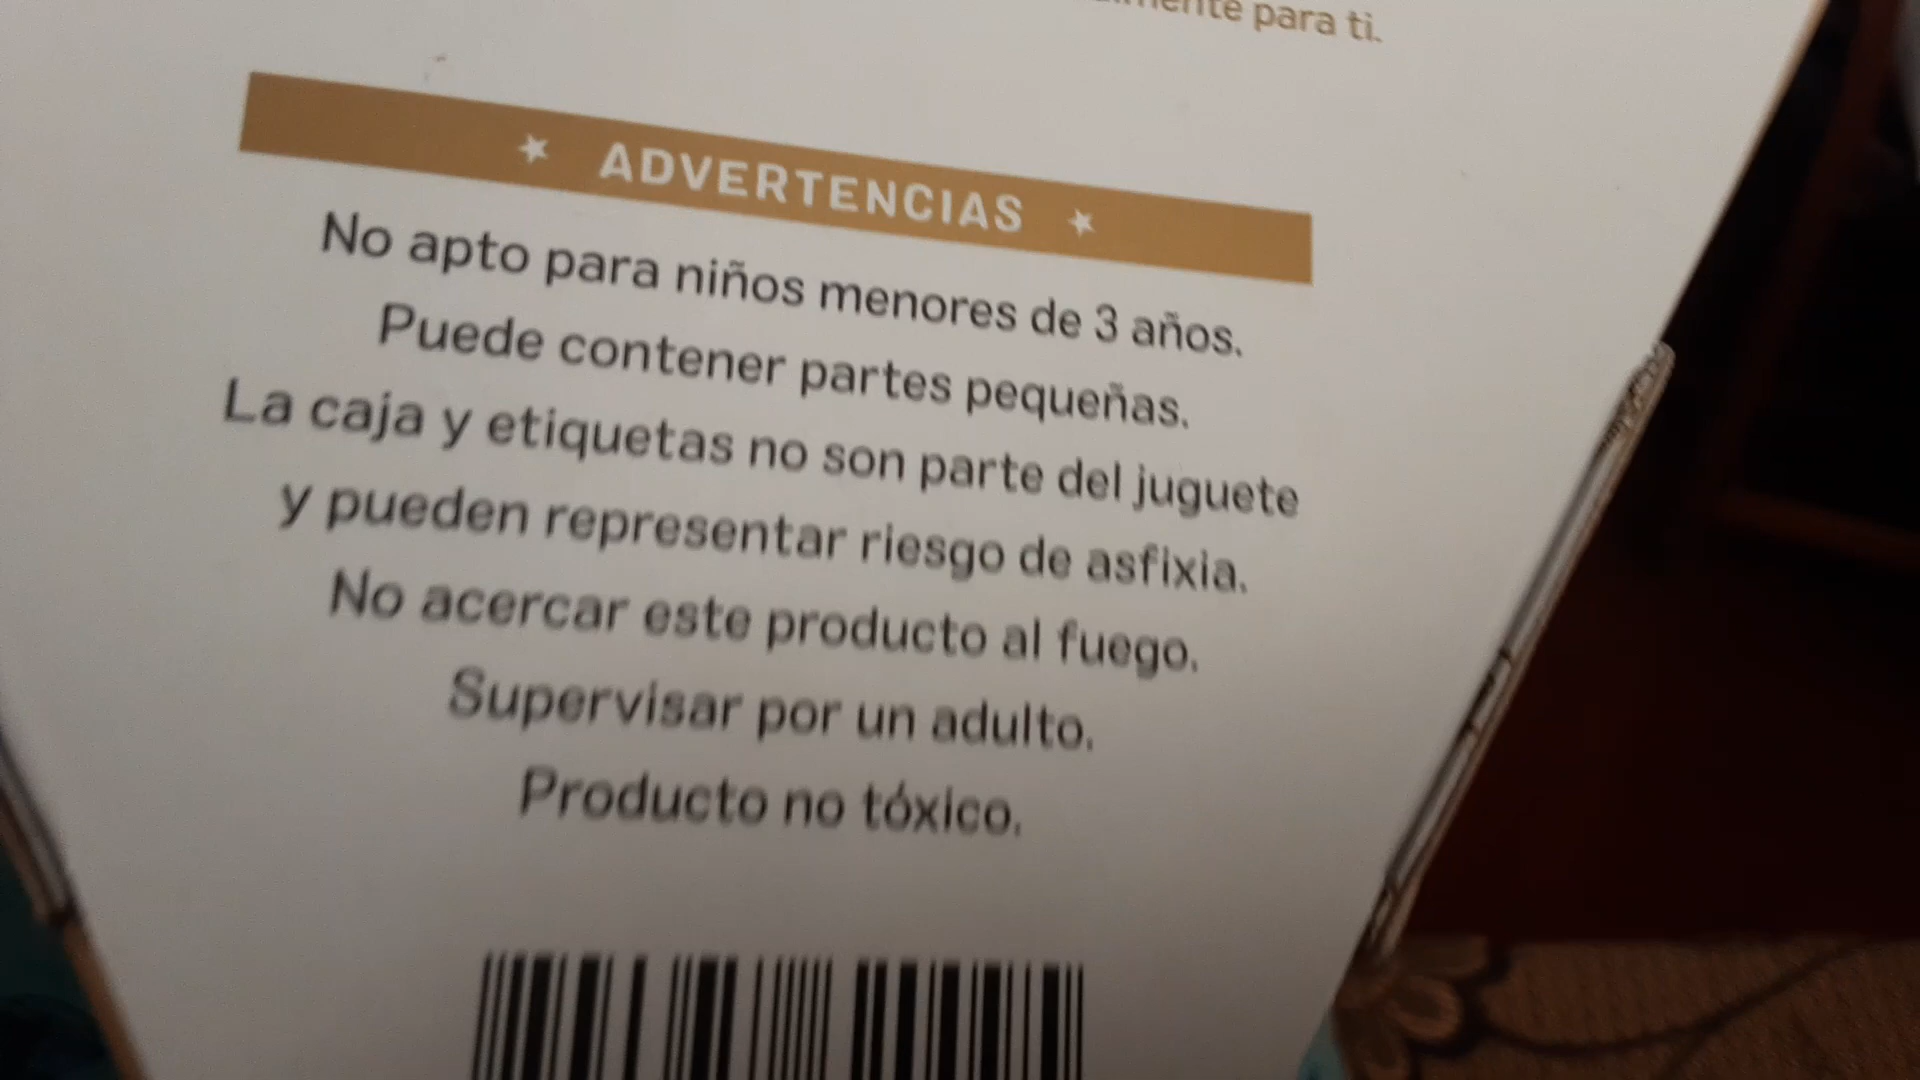 para ti.
ADVERTENCIAS
No apto para niños menores de 3 años.
Puede contener partes pequeñas.
La caja y etiquetas no son parte del juguete
y pueden representar riesgo de asfixia.
No acercar este producto al fuego.
Supervisar por un adulto.
Producto no tóxico.